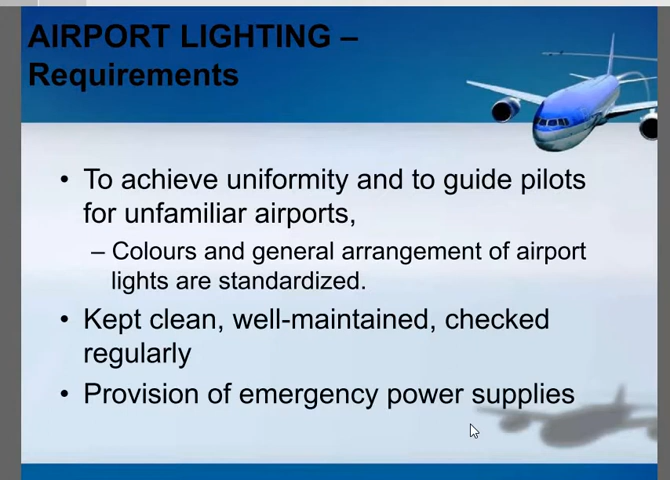 AIRPORT LIGHTING –
Requirements
• To achieve uniformity and to guide pilots
for unfamiliar airports,
– Colours and general arrangement of airport
lights are standardized.
• Kept clean, well-maintained, checked
regularly
• Provision of emergency power supplies